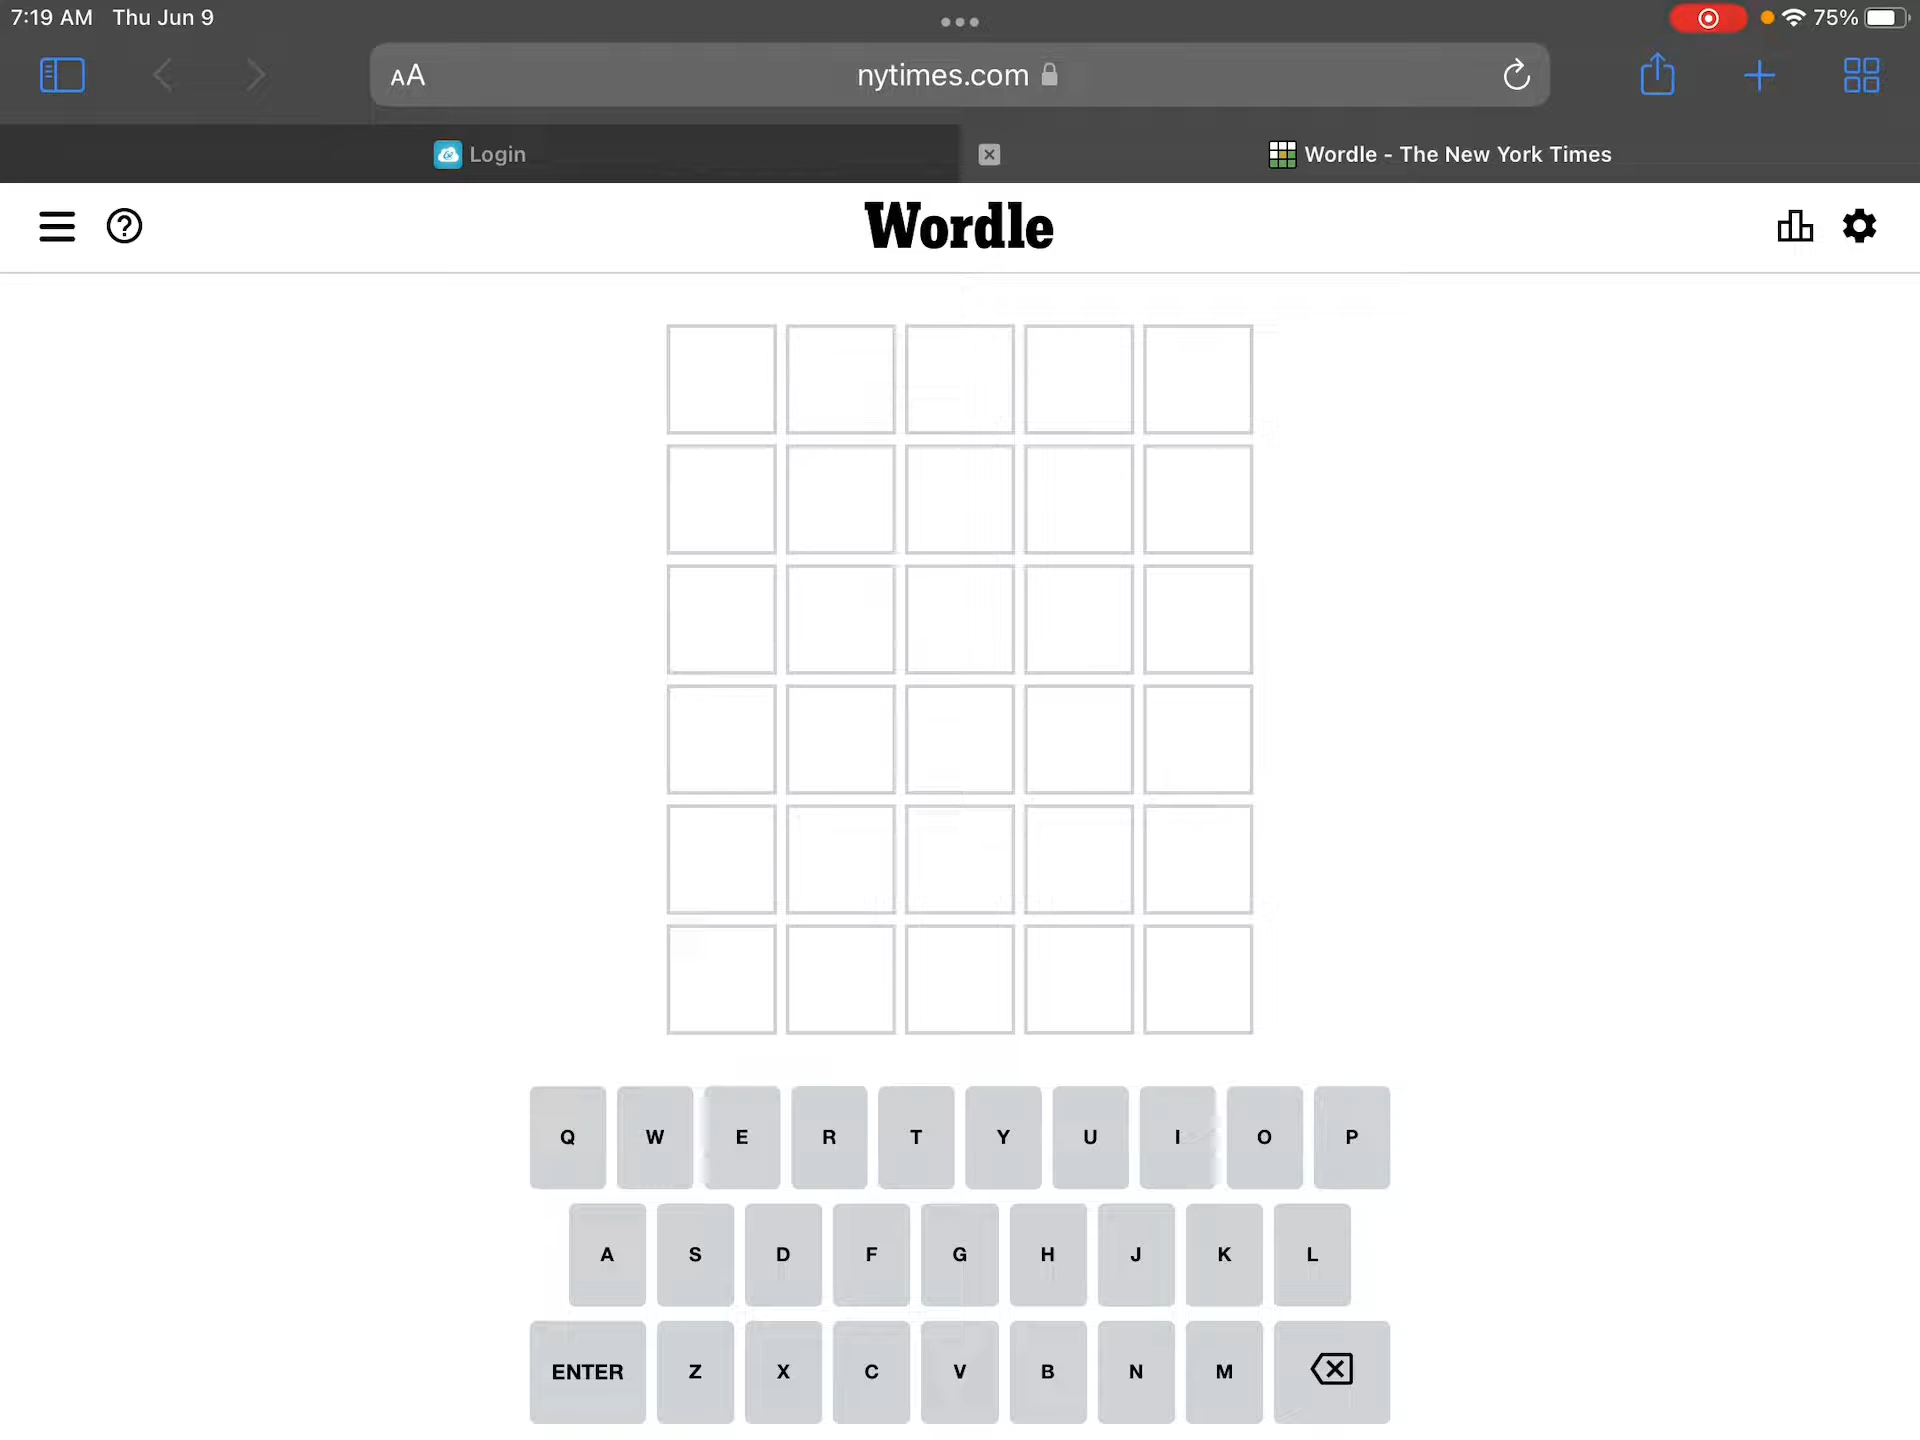 7:19 AM Thu Jun 9
75%
AA
nytimes.com
Login
Wordle - The New York Times
Wordle
Q W E R T Y U I O P
A S D F G H J K L
ENTER Z X C V B N M